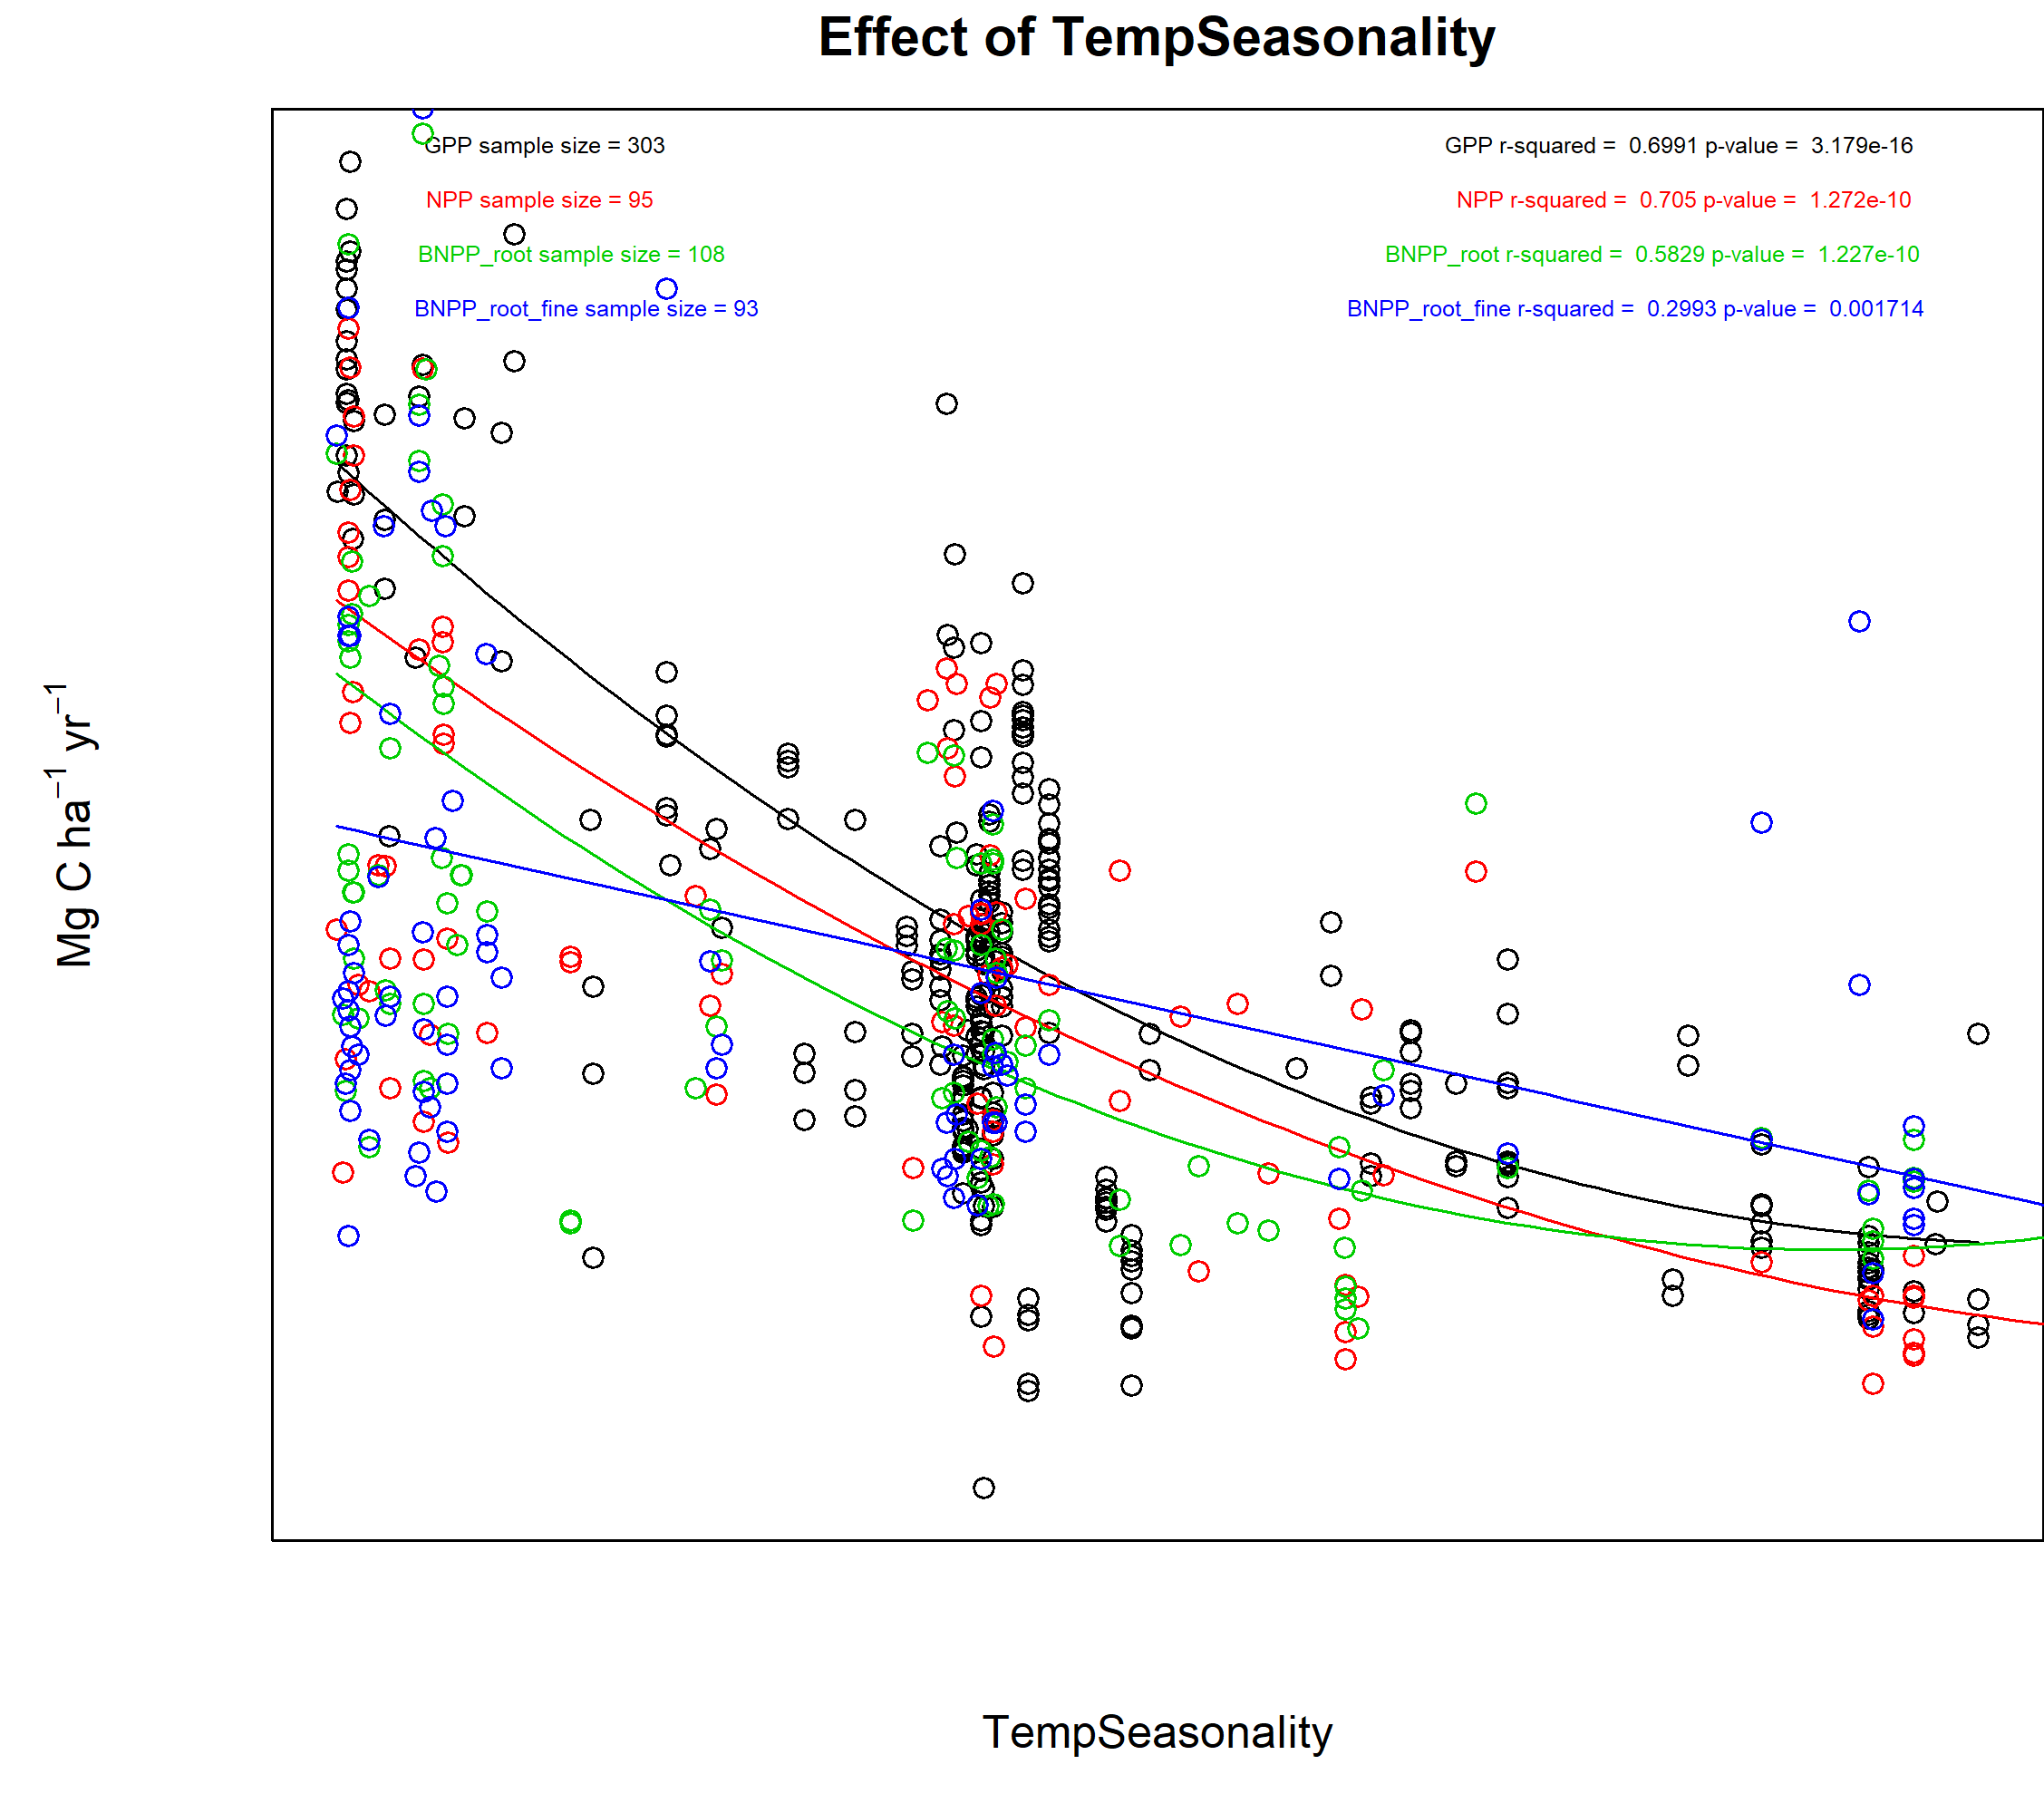 Effect of TempSeasonality
GPP sample size = 303
GPP r-squared = 0.6991 p-value = 3.179e-16
NPP sample size = 95
NPP r-squared = 0.705 p-value = 1.272e-10
BNPP_root sample size = 108
BNPP_root r-squared = 0.5829 p-value = 1.227e-10
BNPP_root_fine sample size = 93
BNPP_root_fine r-squared = 0.2993 p-value = 0.001714
Mg C ha⁻¹ yr⁻¹
TempSeasonality